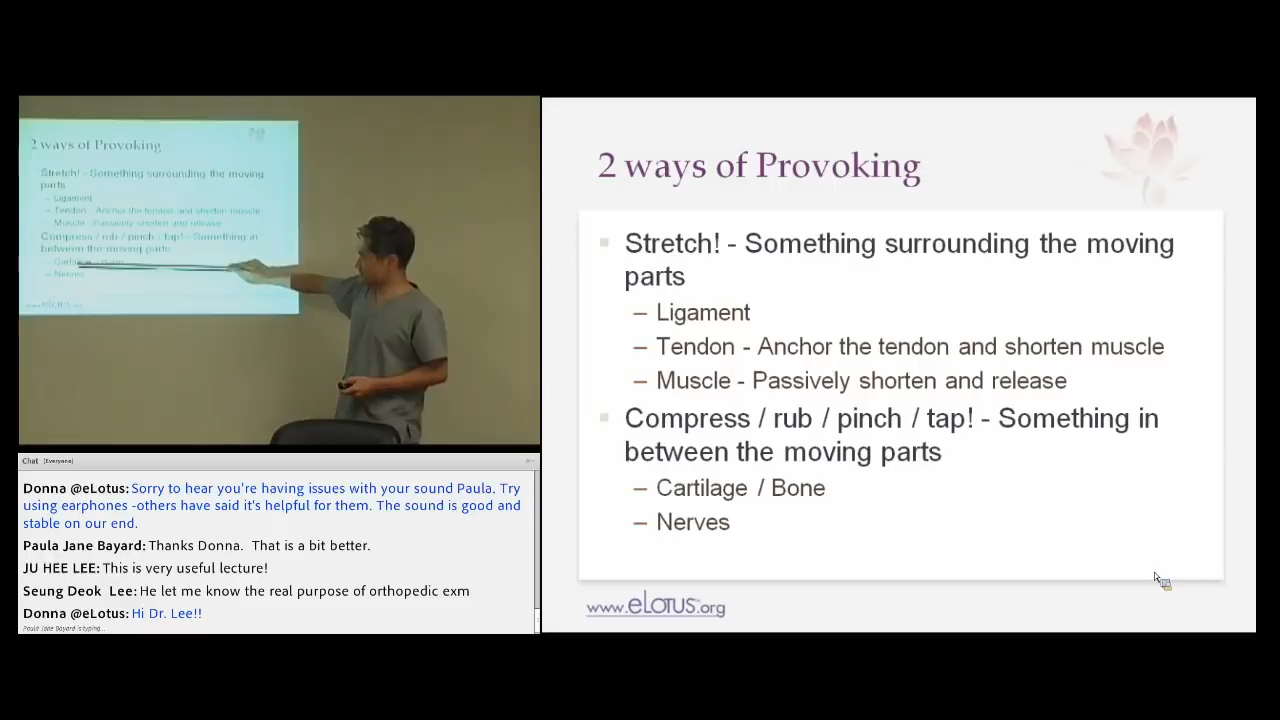 2 ways of Provoking
Stretch! - Something surrounding the moving
parts
– Ligament
– Tendon - Anchor the tendon and shorten muscle
– Muscle - Passively shorten and release
Compress / rub / pinch / tap! - Something in
between the moving parts
– Nerves
www.eLotus.org
Chat (Everyone)
Donna @eLotus: Sorry to hear you're having issues with your sound Paula. Try
using earphones -others have said it's helpful for them. The sound is good and
stable on our end.
Paula Jane Bayard: Thanks Donna. That is a bit better.
JU HEE LEE: This is very useful lecture!
Seung Deok Lee: He let me know the real purpose of orthopedic exm
Donna @eLotus: Hi Dr. Lee!!
Paula Jane Bayard is typing...
2 ways of Provoking
Stretch! - Something surrounding the moving
parts
– Ligament
– Tendon - Anchor the tendon and shorten muscle
– Muscle - Passively shorten and release
Compress / rub / pinch / tap! - Something in
between the moving parts
– Cartilage / Bone
– Nerves
www.eLOTUS.org